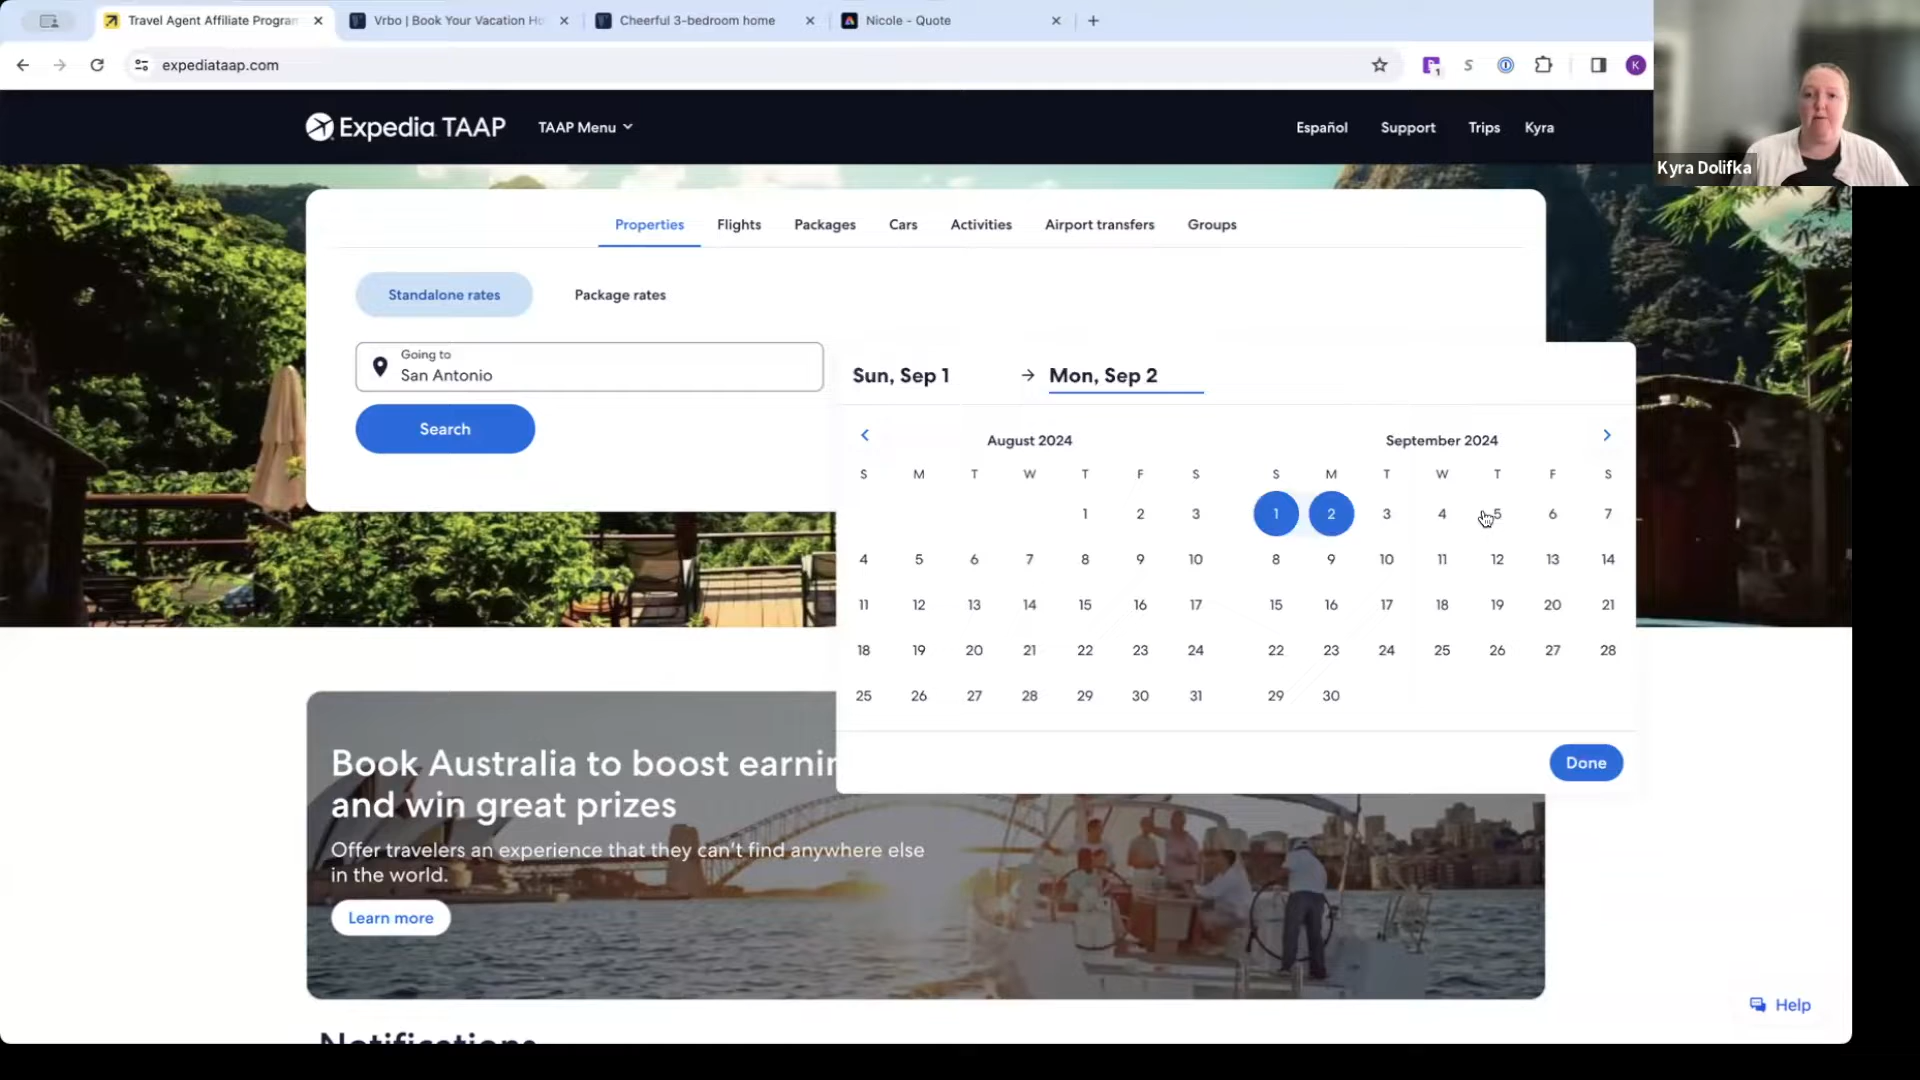 Travel Agent Affiliate Program
Vrbo | Book Your Vacation Ho
Cheerful 3-bedroom home
Nicole - Quote
expediataap.com
S
1
K
Kyra Dolifka
Expedia TAAP
TAAP Menu
Español
Support
Trips
Kyra
Properties
Flights
Packages
Cars
Activities
Airport transfers
Groups
Standalone rates
Package rates
Going to
San Antonio
Search
Sun, Sep 1
Mon, Sep 2
August 2024
S M T W T F S
1 2 3
4 5 6 7 8 9 10
11 12 13 14 15 16 17
18 19 20 21 22 23 24
25 26 27 28 29 30 31
September 2024
S M T W T F S
1 2 3 4 5 6 7
8 9 10 11 12 13 14
15 16 17 18 19 20 21
22 23 24 25 26 27 28
29 30
Done
Book Australia to boost earnin
and win great prizes
Offer travelers an experience that they can't find anywhere else
in the world.
Learn more
Help
Notifications